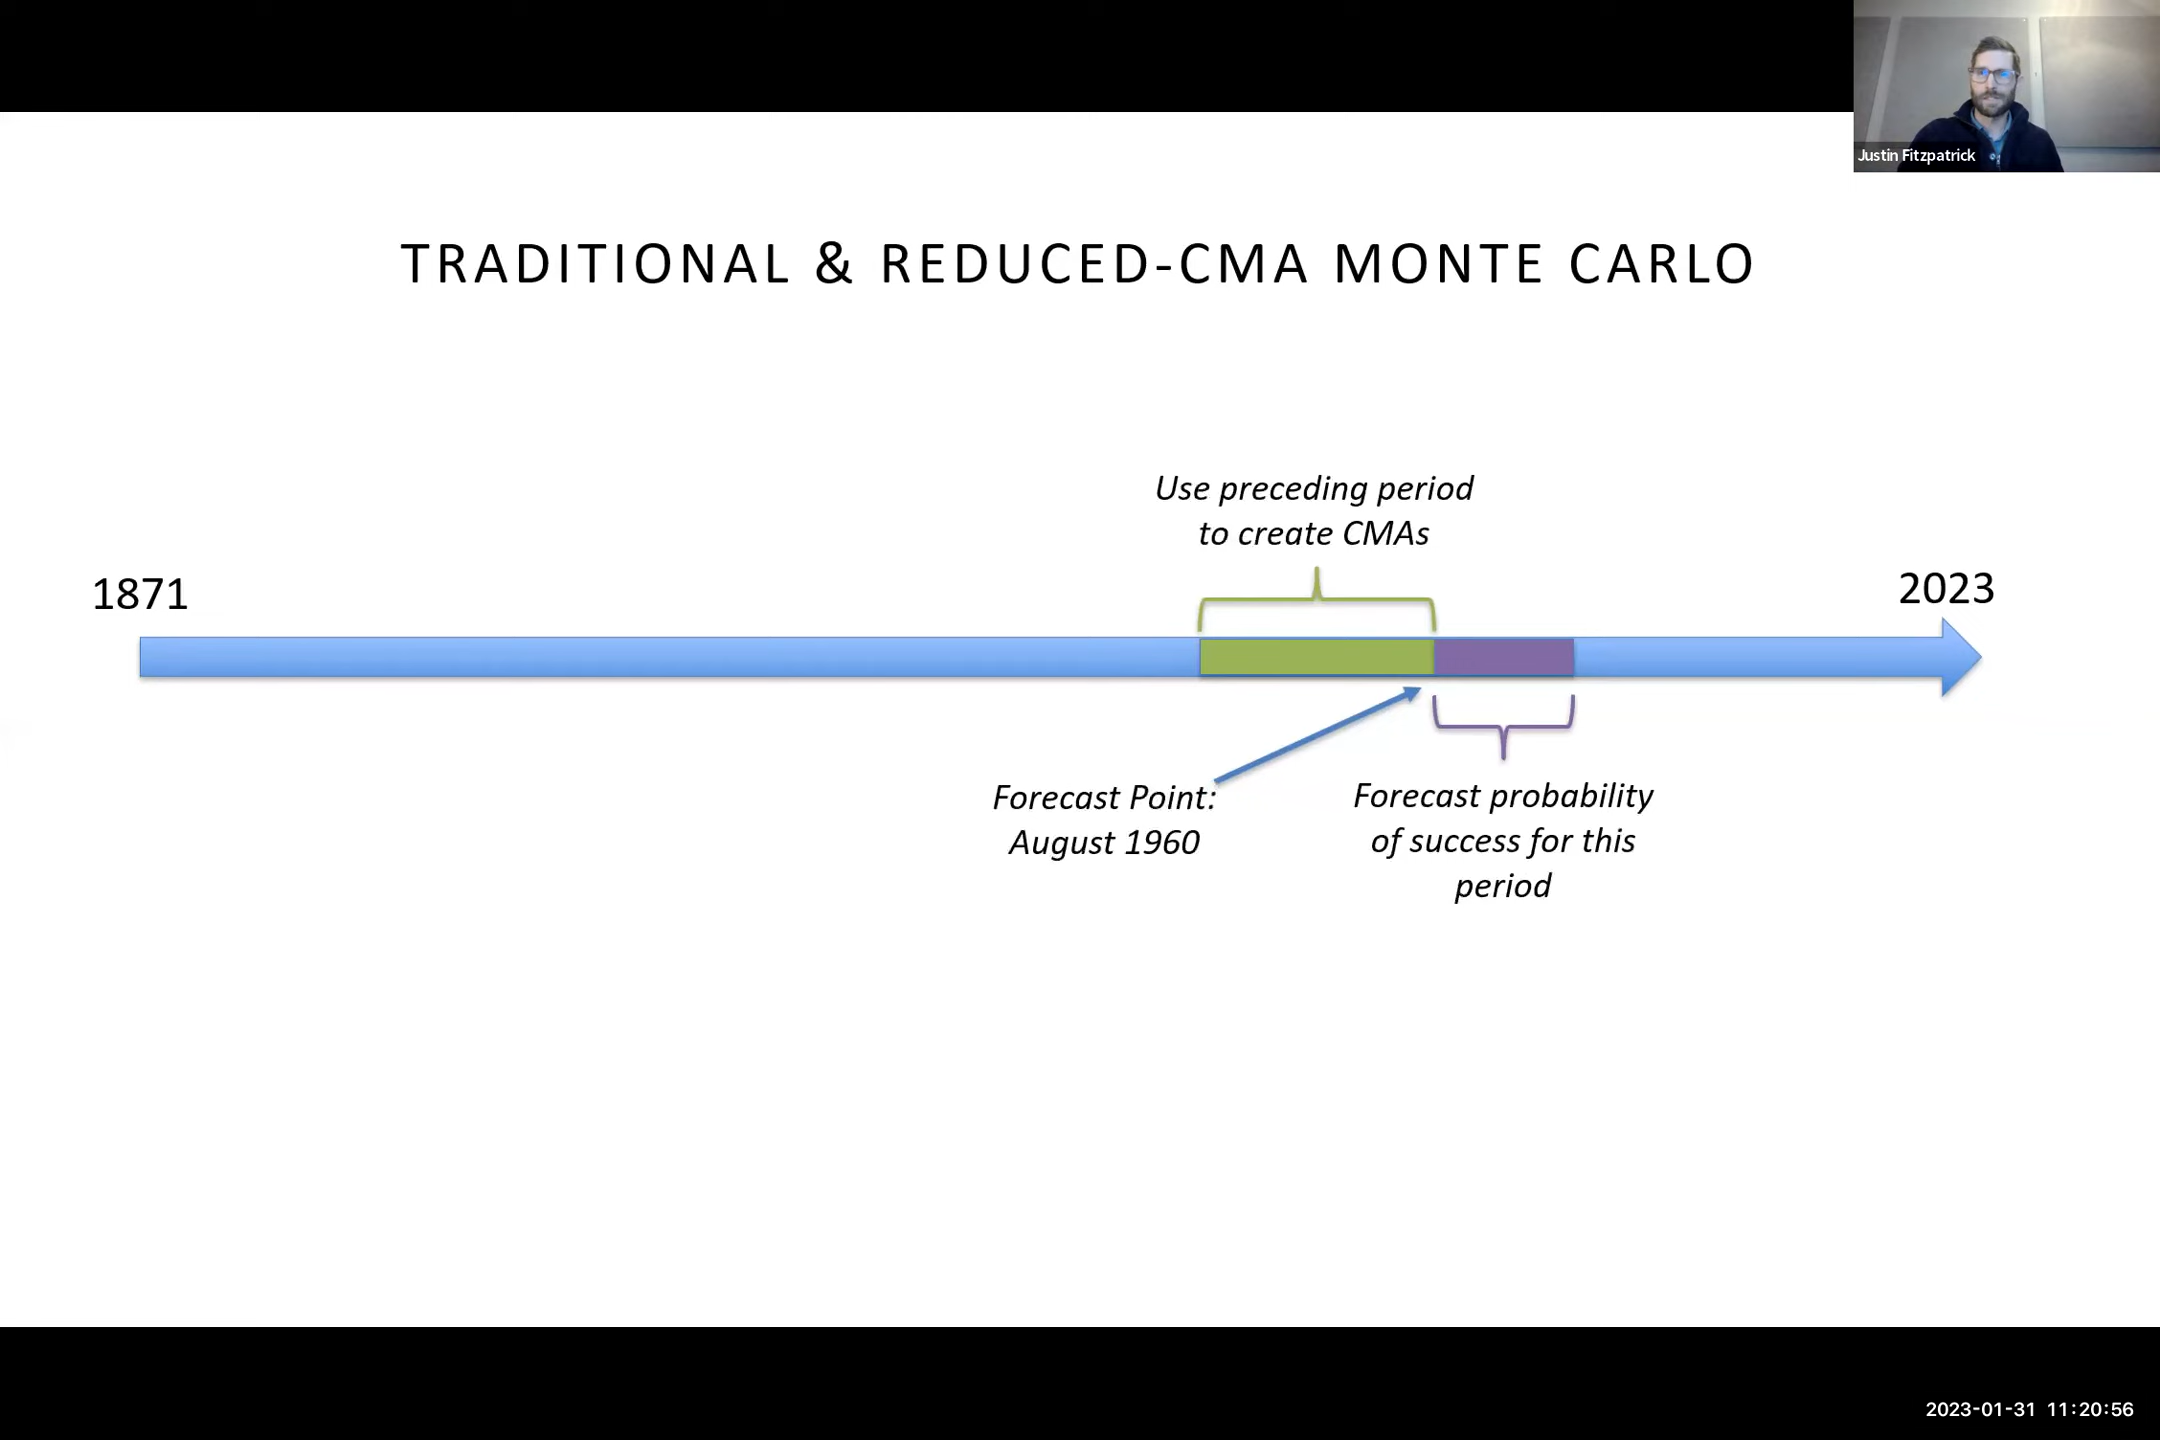 Justin Fitzpatrick
TRADITIONAL & REDUCED-CMA MONTE CARLO
Use preceding period
to create CMAs
1871
2023
Forecast Point:
August 1960
Forecast probability
of success for this
period
2023-01-31 11:20:56